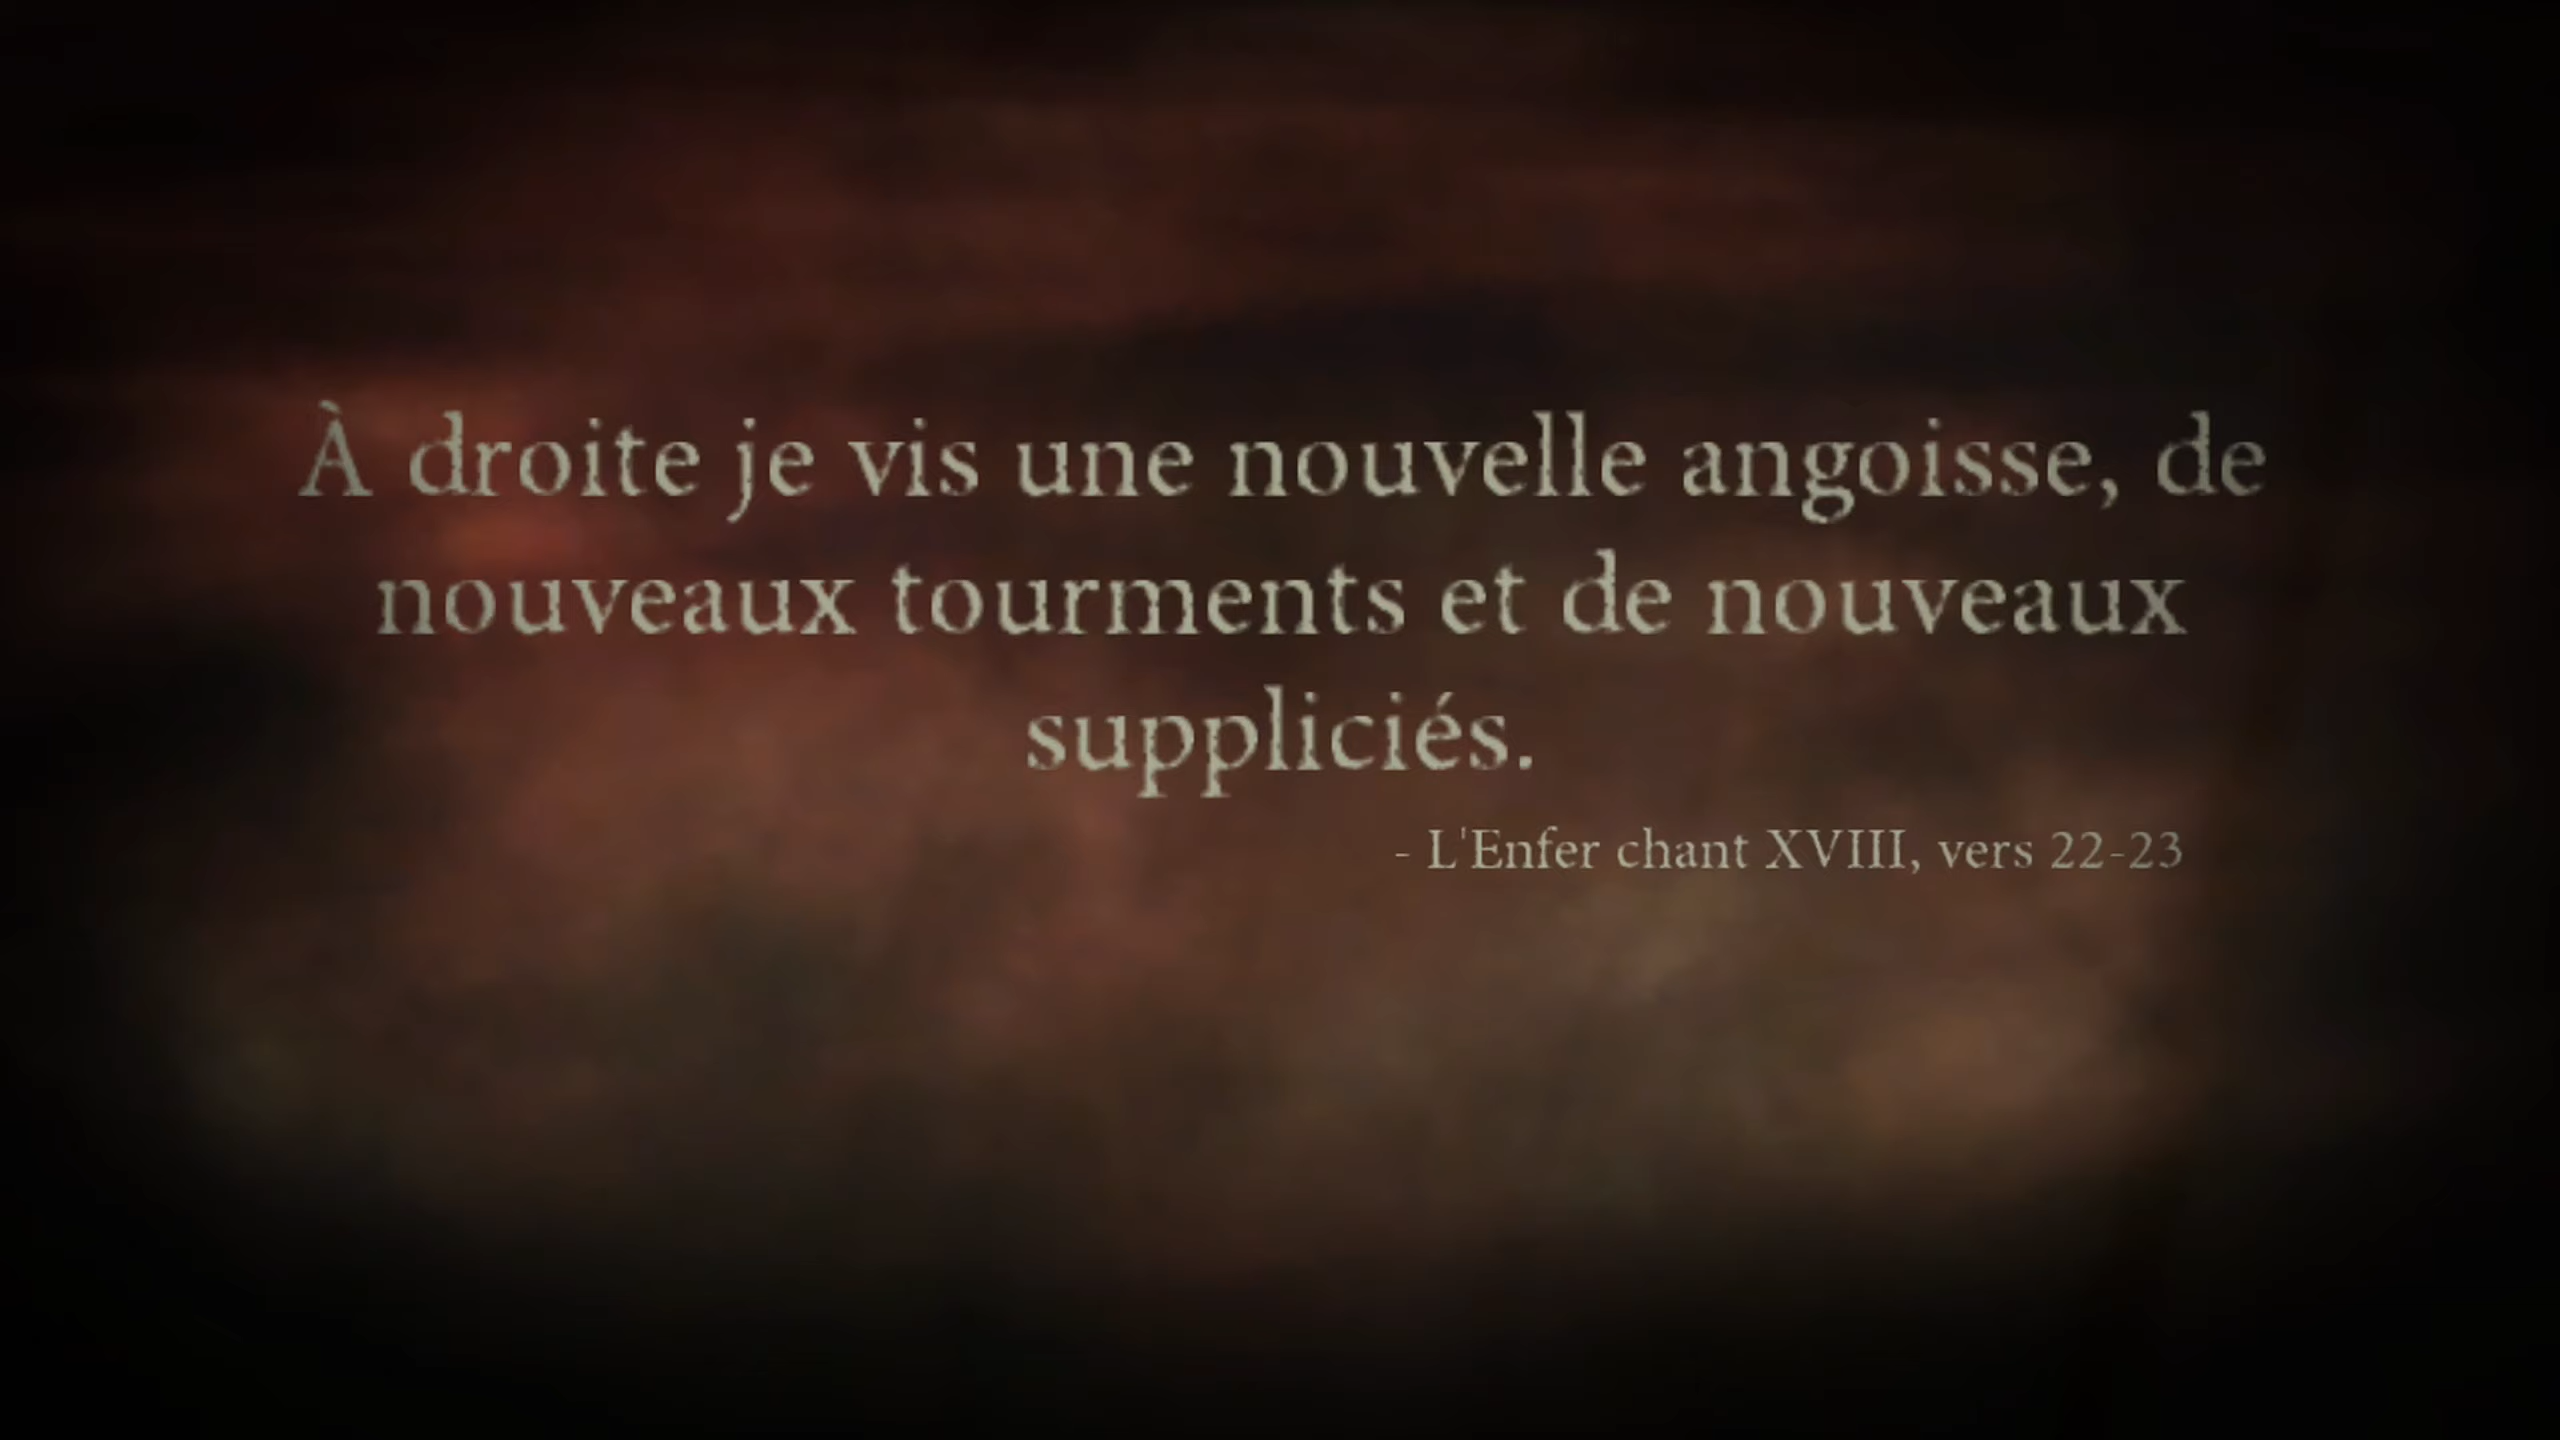 À droite je vis une nouvelle angoisse, de
nouveaux tourments et de nouveaux
suppliciés.
- L'Enfer chant XVIII, vers 22-23